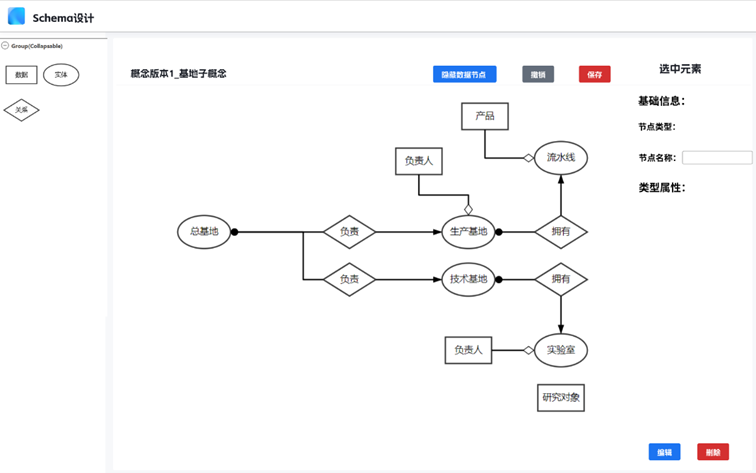 Schema设计
Group(Collapsable)
数据
实体
关系
概念版本1_基地子概念
隐藏数据节点
撤销
保存
产品
负责人
流水线
总基地
负责
生产基地
拥有
负责
技术基地
拥有
负责人
实验室
研究对象
选中元素
基础信息：
节点类型：
节点名称：
类型属性：
编辑
删除